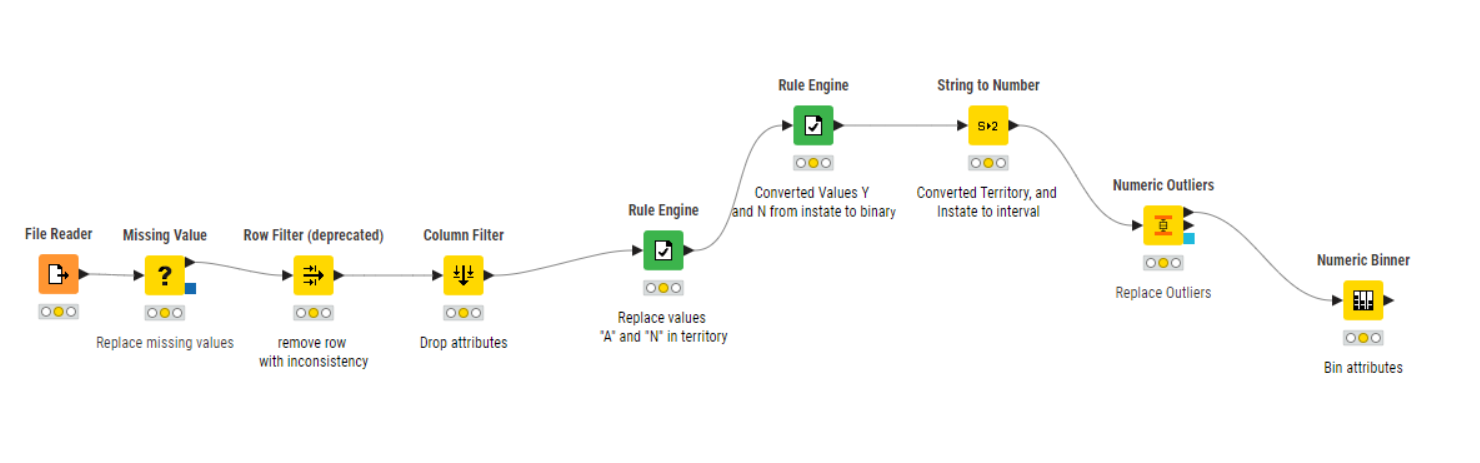 File Reader
Missing Value
Replace missing values
Row Filter (deprecated)
remove row
with inconsistency
Column Filter
Drop attributes
Rule Engine
Replace values
"A" and "N" in territory
Rule Engine
Converted Values Y
and N from instate to binary
String to Number
S▸2
Converted Territory, and
Instate to interval
Numeric Outliers
Replace Outliers
Numeric Binner
Bin attributes